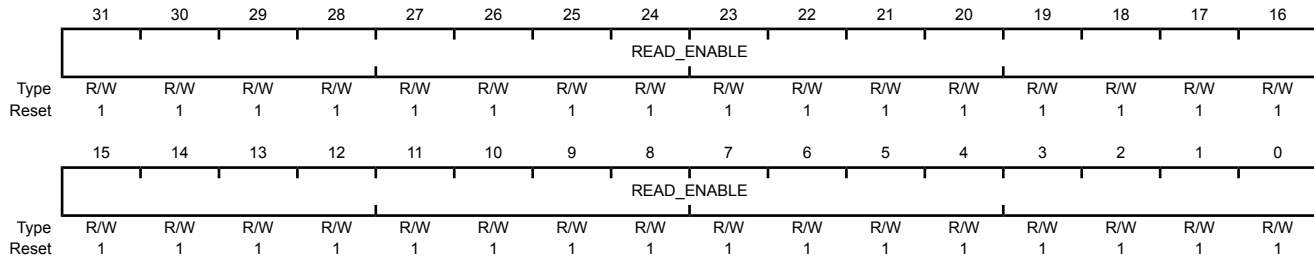 31 30 29 28 27 26 25 24 23 22 21 20 19 18 17 16
READ_ENABLE
Type R/W R/W R/W R/W R/W R/W R/W R/W R/W R/W R/W R/W R/W R/W R/W R/W
Reset 1 1 1 1 1 1 1 1 1 1 1 1 1 1 1 1
15 14 13 12 11 10 9 8 7 6 5 4 3 2 1 0
READ_ENABLE
Type R/W R/W R/W R/W R/W R/W R/W R/W R/W R/W R/W R/W R/W R/W R/W R/W
Reset 1 1 1 1 1 1 1 1 1 1 1 1 1 1 1 1